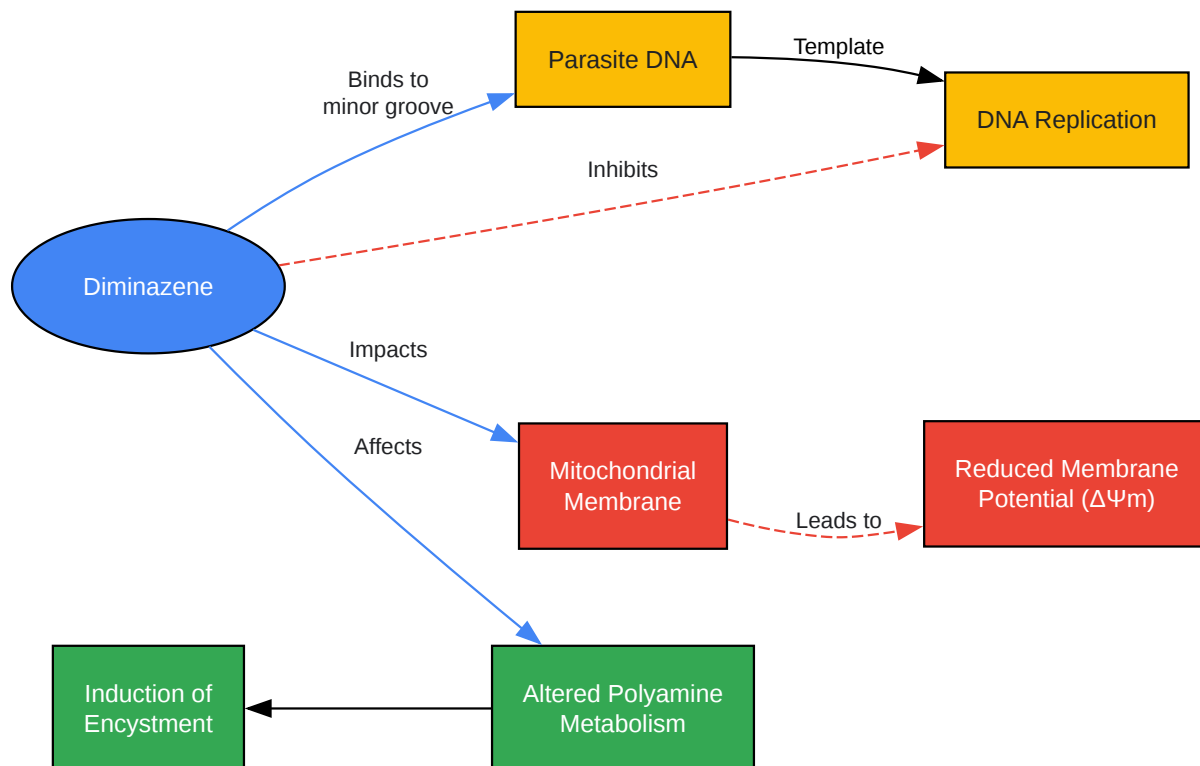 Parasite DNA
Template
DNA Replication
Binds to
minor groove
Inhibits
Diminazene
Impacts
Affects
Mitochondrial
Membrane
Leads to
Reduced Membrane
Potential (ΔΨm)
Induction of
Encystment
Altered Polyamine
Metabolism